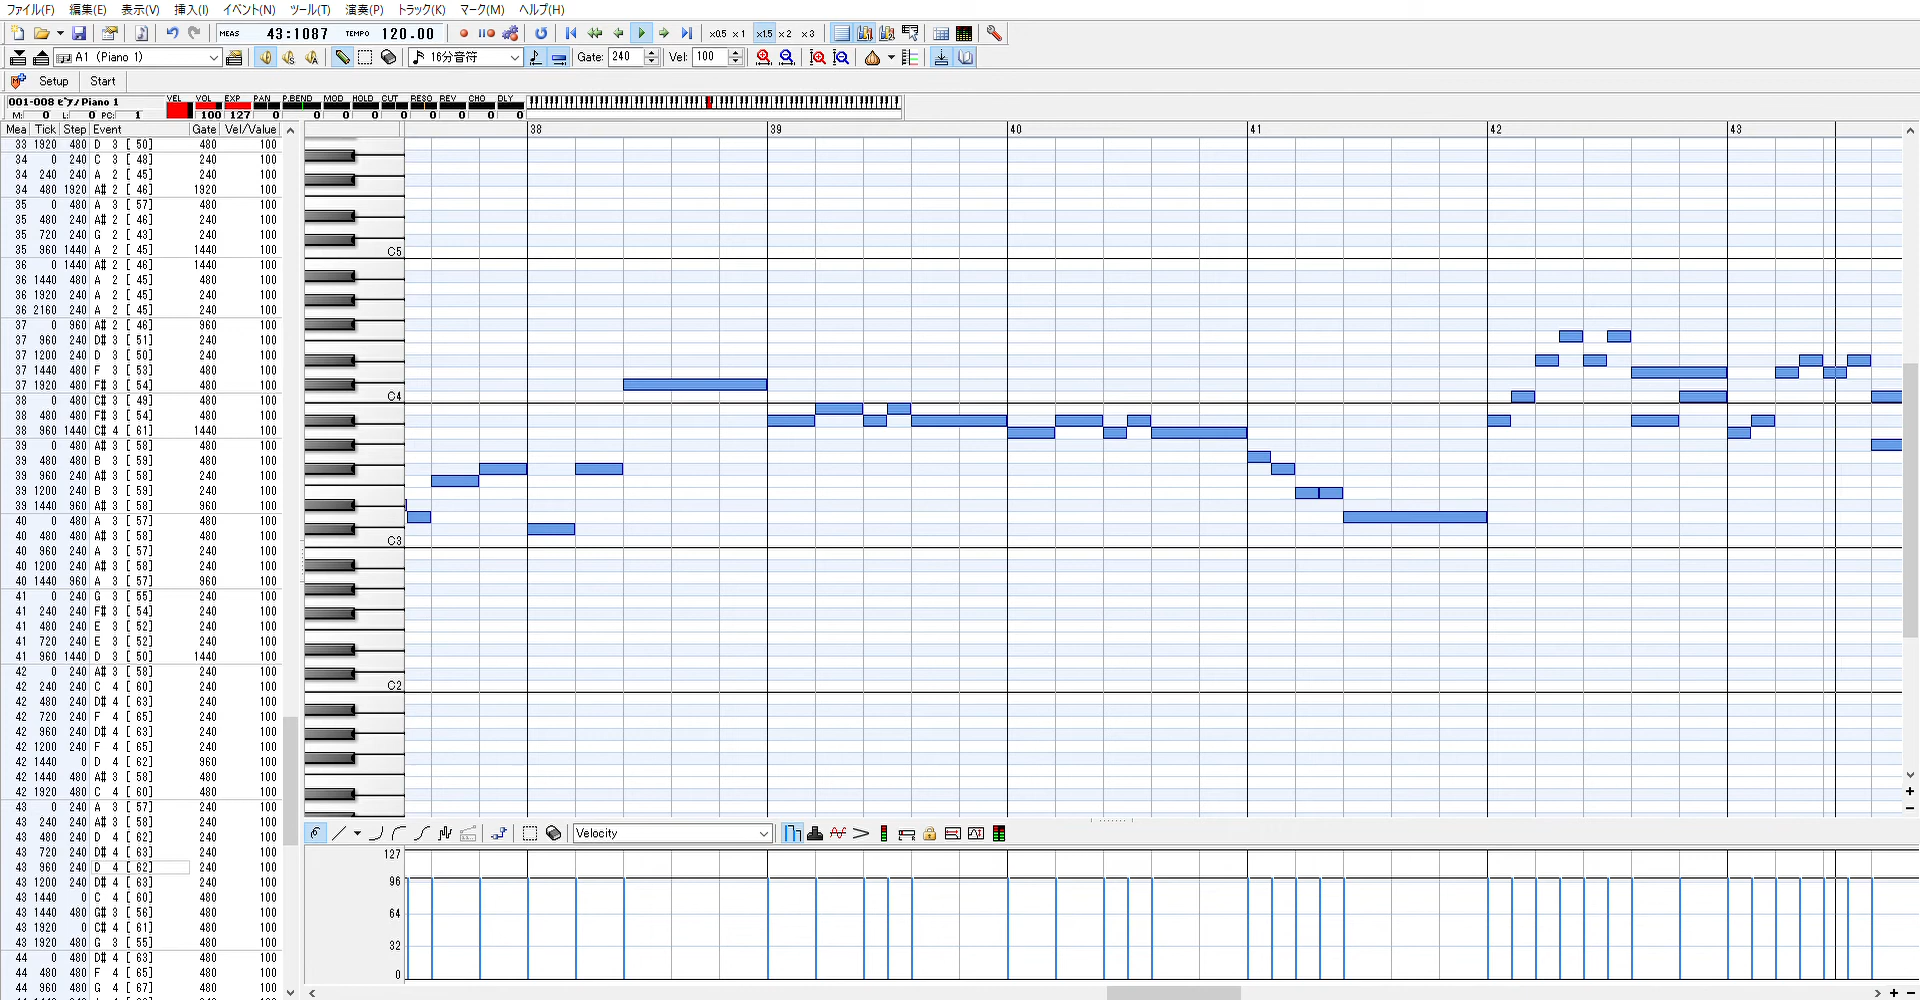 ファイル(F) 編集(E) 表示(V) 挿入(I) イベント(N) ツール(T) 演奏(P) トラック(K) マーク(M) ヘルプ(H)
MEAS 43:1087 TEMPO 120.00 ×0.5 ×1 ×1.5 ×2 ×3
A1 (Piano 1) 16分音符 Gate: 240 Vel: 100
Setup Start
001-008 ﾋﾟｱﾉ/Piano 1 VEL VOL EXP PAN P.BEND MOD HOLD CUT RESO REV CHO DLY
M: 0 L: 0 PC: 1 100 127 0 0 0 0 0 0 0 0 0
Mea Tick Step Event Gate Vel/Value
33 1920 480 D 3 [ 50] 480 100
34 0 240 C 3 [ 48] 240 100
34 240 240 A 2 [ 45] 240 100
34 480 1920 A# 2 [ 46] 1920 100
35 0 480 A 3 [ 57] 480 100
35 480 240 A# 2 [ 46] 240 100
35 720 240 G 2 [ 43] 240 100
35 960 1440 A 2 [ 45] 1440 100
36 0 1440 A# 2 [ 46] 1440 100
36 1440 480 A 2 [ 45] 480 100
36 1920 240 A 2 [ 45] 240 100
36 2160 240 A 2 [ 45] 240 100
37 0 960 A# 2 [ 46] 960 100
37 960 240 D# 3 [ 51] 240 100
37 1200 240 D 3 [ 50] 240 100
37 1440 480 F 3 [ 53] 480 100
37 1920 480 F# 3 [ 54] 480 100
38 0 480 C# 3 [ 49] 480 100
38 480 480 F# 3 [ 54] 480 100
38 960 1440 C# 4 [ 61] 1440 100
39 0 480 A# 3 [ 58] 480 100
39 480 480 B 3 [ 59] 480 100
39 960 240 A# 3 [ 58] 240 100
39 1200 240 B 3 [ 59] 240 100
39 1440 960 A# 3 [ 58] 960 100
40 0 480 A 3 [ 57] 480 100
40 480 480 A# 3 [ 58] 480 100
40 960 240 A 3 [ 57] 240 100
40 1200 240 A# 3 [ 58] 240 100
40 1440 960 A 3 [ 57] 960 100
41 0 240 G 3 [ 55] 240 100
41 240 240 F# 3 [ 54] 240 100
41 480 240 E 3 [ 52] 240 100
41 720 240 E 3 [ 52] 240 100
41 960 1440 D 3 [ 50] 1440 100
42 0 240 A# 3 [ 58] 240 100
42 240 240 C 4 [ 60] 240 100
42 480 240 D# 4 [ 63] 240 100
42 720 240 F 4 [ 65] 240 100
42 960 240 D# 4 [ 63] 240 100
42 1200 240 F 4 [ 65] 240 100
42 1440 0 D 4 [ 62] 960 100
42 1440 480 A# 3 [ 58] 480 100
42 1920 480 C 4 [ 60] 480 100
43 0 240 A 3 [ 57] 240 100
43 240 240 A# 3 [ 58] 240 100
43 480 240 D 4 [ 62] 240 100
43 720 240 D# 4 [ 63] 240 100
43 960 240 D 4 [ 62] 240 100
43 1200 240 D# 4 [ 63] 240 100
43 1440 0 C 4 [ 60] 480 100
43 1440 480 G# 3 [ 56] 480 100
43 1920 0 C# 4 [ 61] 480 100
43 1920 480 G 3 [ 55] 480 100
44 0 480 D# 4 [ 63] 480 100
44 480 480 F 4 [ 65] 480 100
44 960 480 G 4 [ 67] 480 100
38 39 40 41 42 43
C5
C4
C3
C2
Velocity
127
96
64
32
0